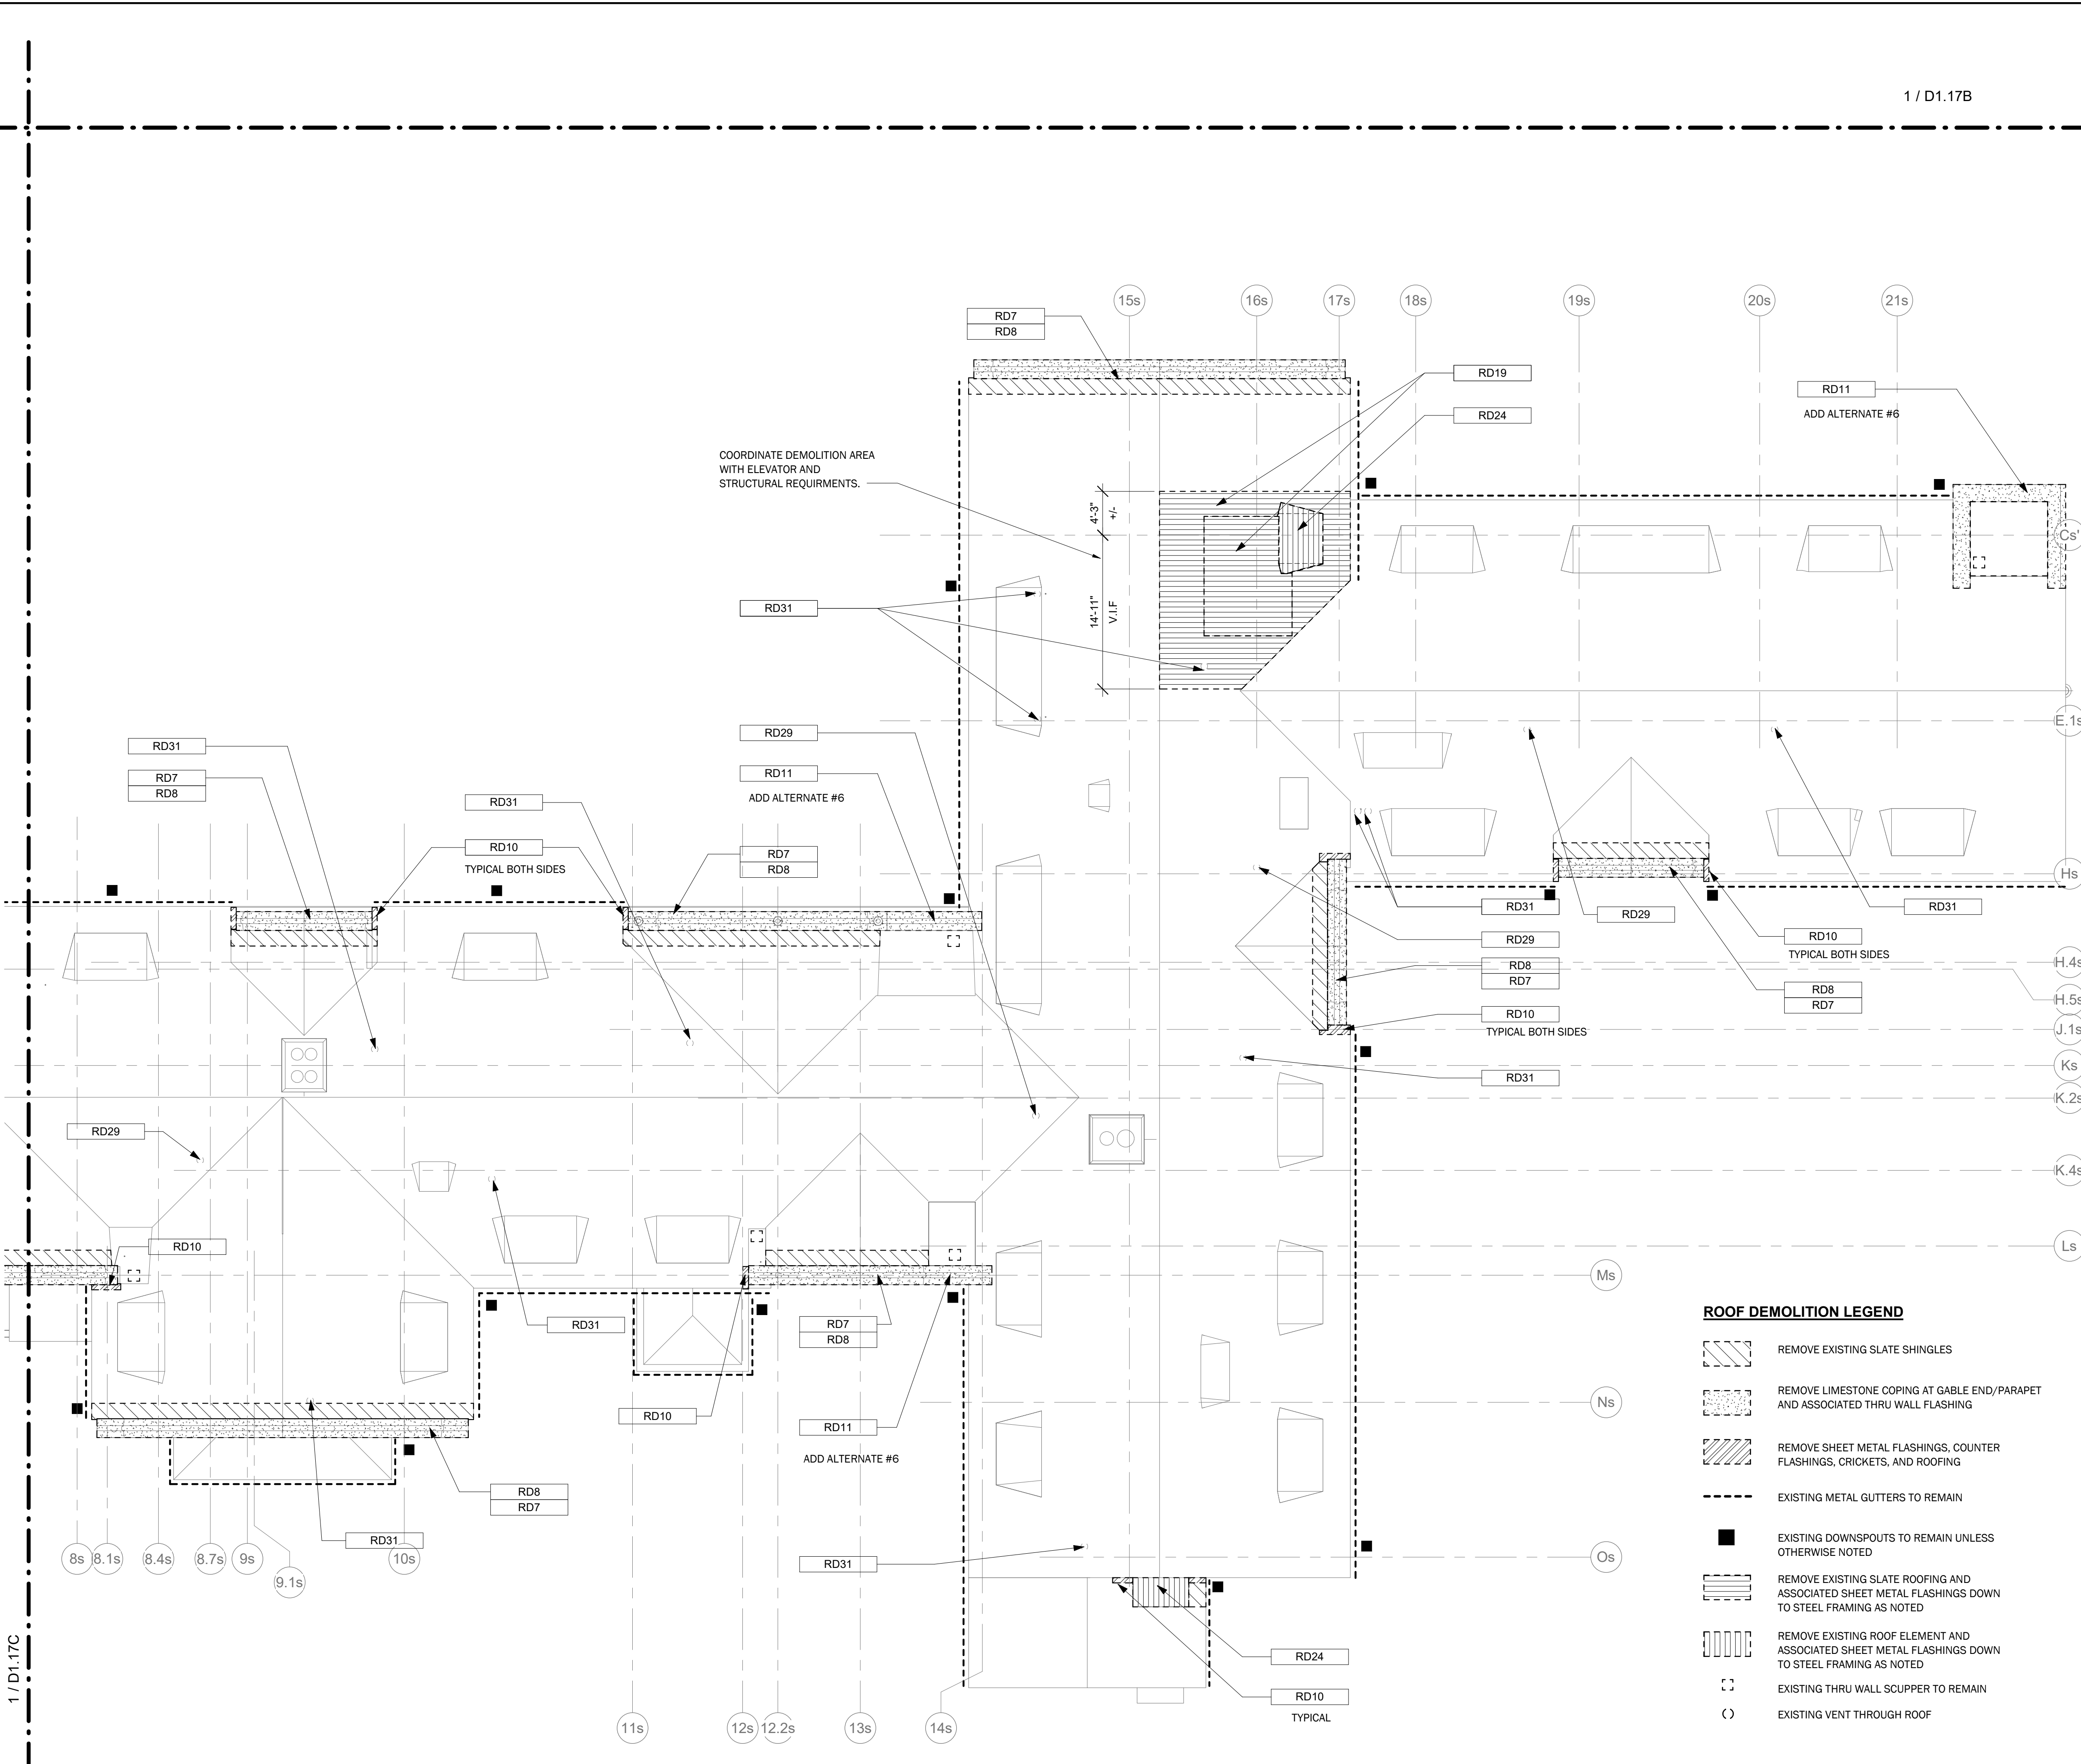 1 / D1.17B
15s
16s
17s
18s
19s
20s
21s
RD7
RD8
RD19
RD24
RD11
ADD ALTERNATE #6
COORDINATE DEMOLITION AREA
WITH ELEVATOR AND
STRUCTURAL REQUIRMENTS.
4'-3"
+/-
14'-11"
V.I.F
Cs'
RD31
E.1s
RD29
RD11
ADD ALTERNATE #6
RD31
RD7
RD8
RD31
RD10
TYPICAL BOTH SIDES
RD7
RD8
Hs
RD31
RD29
RD31
RD29
RD10
TYPICAL BOTH SIDES
H.4s
RD8
RD7
RD8
RD7
H.5s
RD10
TYPICAL BOTH SIDES
J.1s
Ks
RD31
K.2s
RD29
K.4s
RD10
Ls
Ms
RD31
RD7
RD8
RD10
RD11
ADD ALTERNATE #6
Ns
RD8
RD7
RD31
8s
8.1s
8.4s
8.7s
9s
9.1s
10s
RD31
Os
RD24
RD10
TYPICAL
11s
12s
12.2s
13s
14s
1 / D1.17C
ROOF DEMOLITION LEGEND
REMOVE EXISTING SLATE SHINGLES
REMOVE LIMESTONE COPING AT GABLE END/PARAPET
AND ASSOCIATED THRU WALL FLASHING
REMOVE SHEET METAL FLASHINGS, COUNTER
FLASHINGS, CRICKETS, AND ROOFING
EXISTING METAL GUTTERS TO REMAIN
EXISTING DOWNSPOUTS TO REMAIN UNLESS
OTHERWISE NOTED
REMOVE EXISTING SLATE ROOFING AND
ASSOCIATED SHEET METAL FLASHINGS DOWN
TO STEEL FRAMING AS NOTED
REMOVE EXISTING ROOF ELEMENT AND
ASSOCIATED SHEET METAL FLASHINGS DOWN
TO STEEL FRAMING AS NOTED
EXISTING THRU WALL SCUPPER TO REMAIN
EXISTING VENT THROUGH ROOF